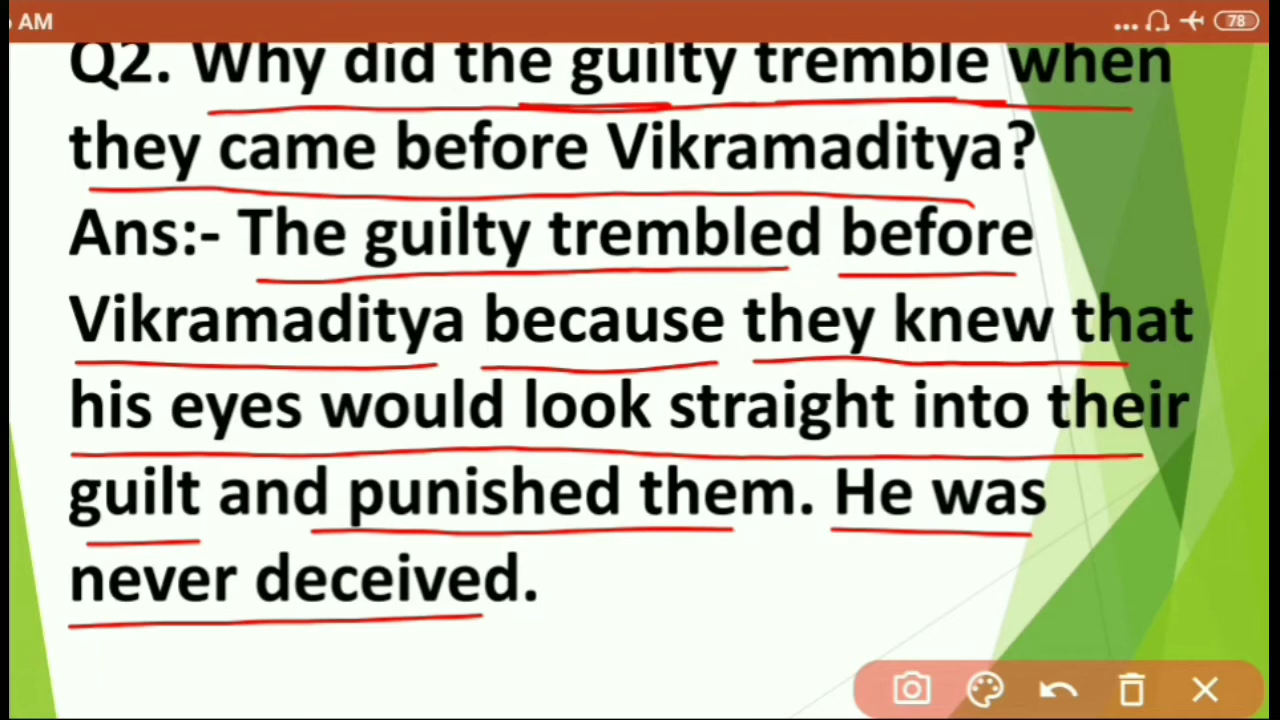 AM
78
Q2. Why did the guilty tremble when
they came before Vikramaditya?
Ans:- The guilty trembled before
Vikramaditya because they knew that
his eyes would look straight into their
guilt and punished them. He was
never deceived.